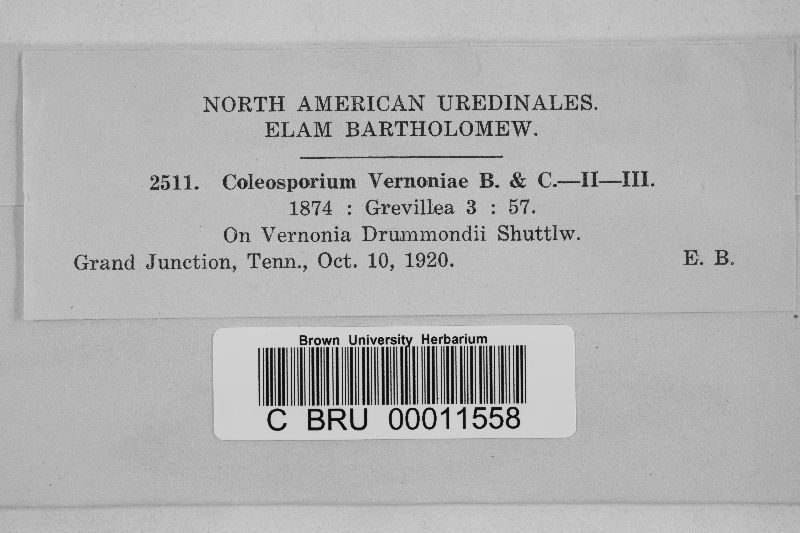 NORTH AMERICAN UREDINALES.
ELAM BARTHOLOMEW.
2511. Coleosporium Vernoniae B. & C.—II—III.
1874 : Grevillea 3 : 57.
On Vernonia Drummondii Shuttlw.
Grand Junction, Tenn., Oct. 10, 1920. E. B.
Brown University Herbarium
C BRU 00011558